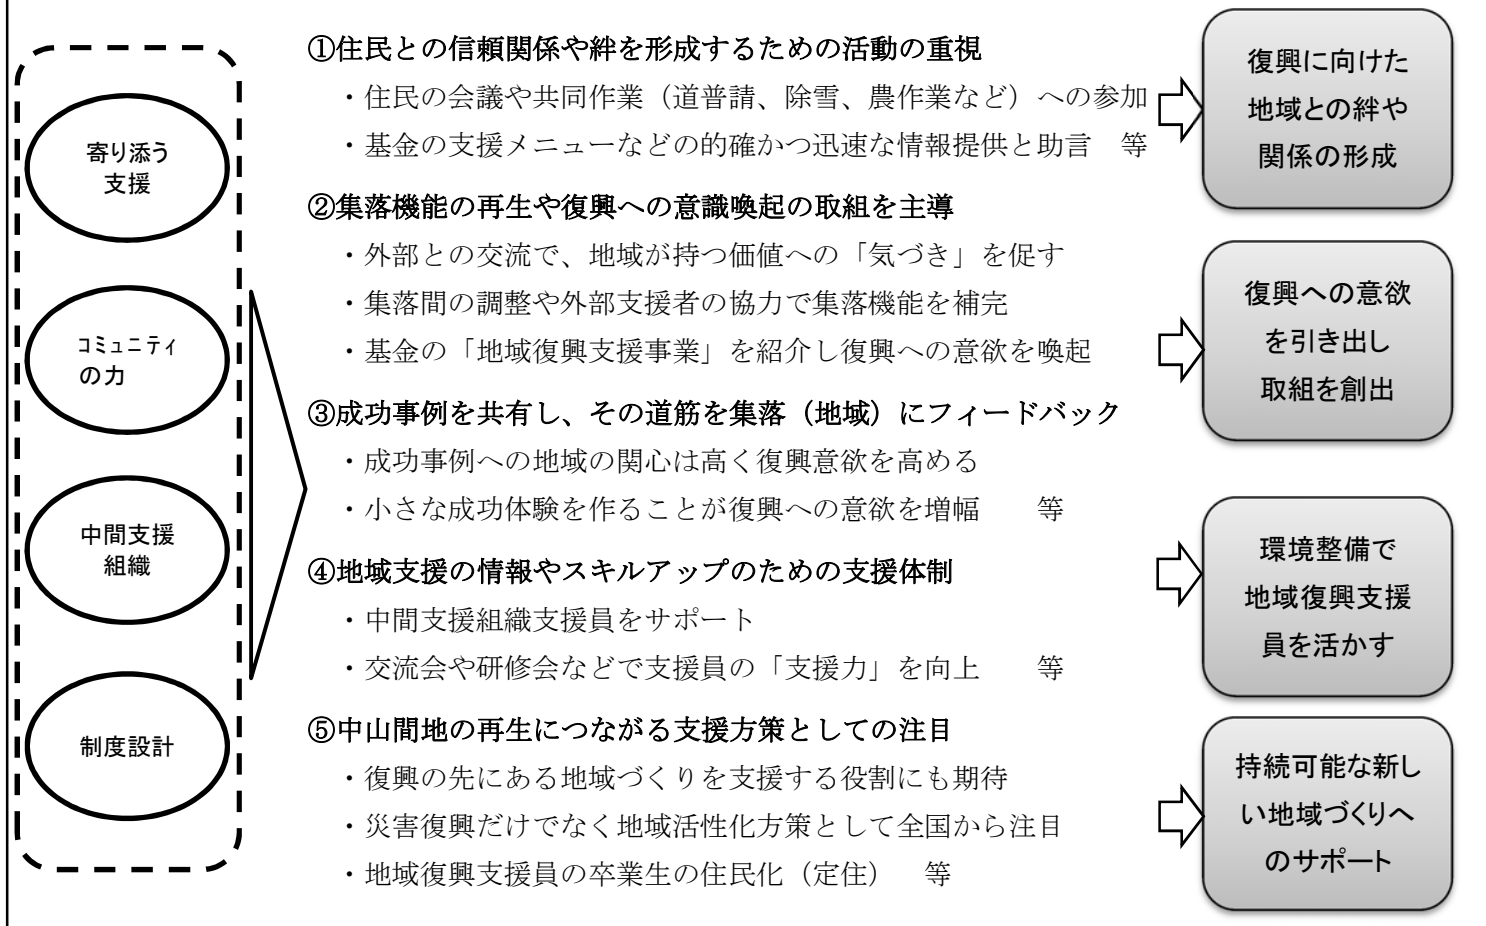 寄り添う
支援
コミュニティ
の力
中間支援
組織
制度設計
①住民との信頼関係や絆を形成するための活動の重視
・住民の会議や共同作業（道普請、除雪、農作業など）への参加
・基金の支援メニューなどの的確かつ迅速な情報提供と助言　等
②集落機能の再生や復興への意識喚起の取組を主導
・外部との交流で、地域が持つ価値への「気づき」を促す
・集落間の調整や外部支援者の協力で集落機能を補完
・基金の「地域復興支援事業」を紹介し復興への意欲を喚起
③成功事例を共有し、その道筋を集落（地域）にフィードバック
・成功事例への地域の関心は高く復興意欲を高める
・小さな成功体験を作ることが復興への意欲を増幅　　等
④地域支援の情報やスキルアップのための支援体制
・中間支援組織支援員をサポート
・交流会や研修会などで支援員の「支援力」を向上　　等
⑤中山間地の再生につながる支援方策としての注目
・復興の先にある地域づくりを支援する役割にも期待
・災害復興だけでなく地域活性化方策として全国から注目
・地域復興支援員の卒業生の住民化（定住）　等
復興に向けた
地域との絆や
関係の形成
復興への意欲
を引き出し
取組を創出
環境整備で
地域復興支援
員を活かす
持続可能な新し
い地域づくりへ
のサポート